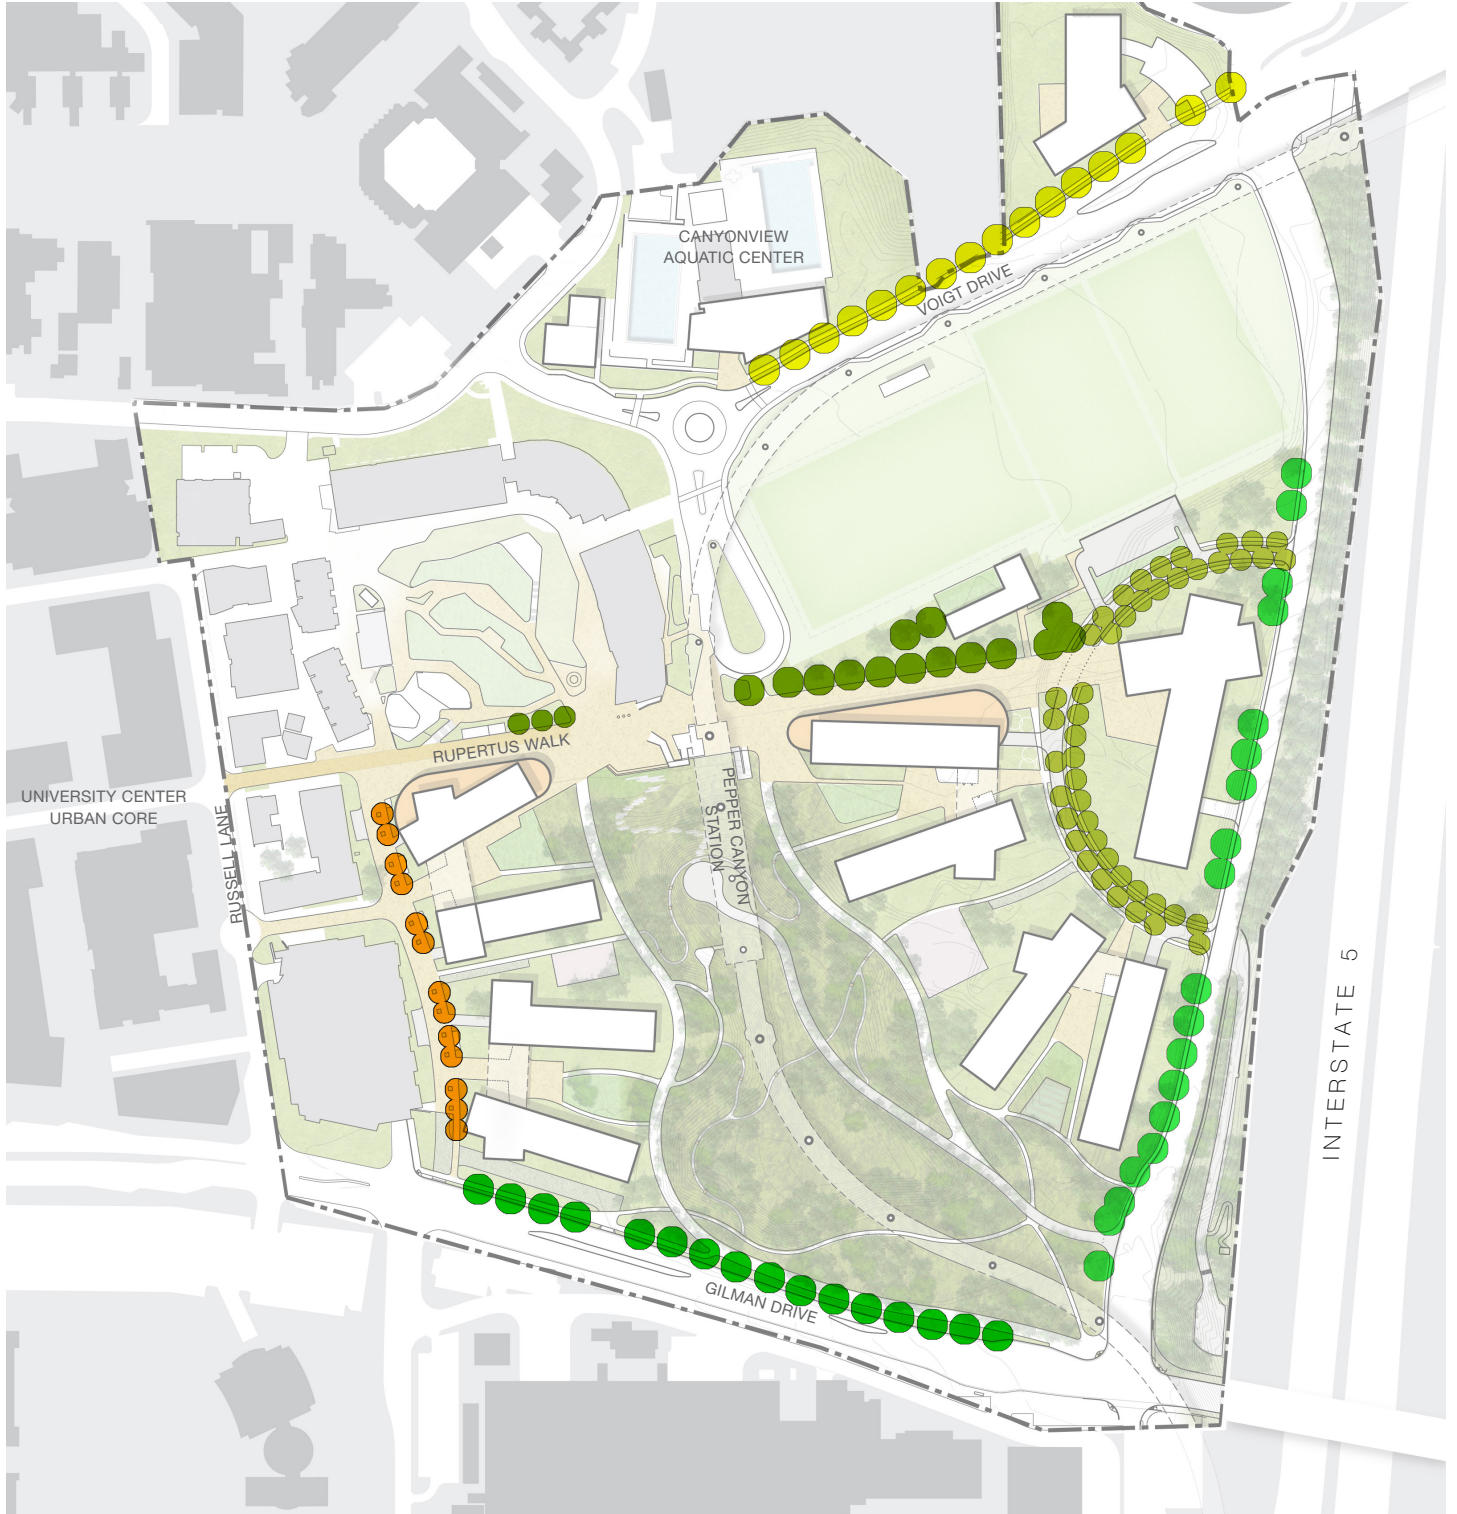 CANYONVIEW
AQUATIC CENTER
VOIGT DRIVE
RUPERTUS WALK
UNIVERSITY CENTER
URBAN CORE
RUSSELL LANE
PEPPER CANYON
STATION
INTERSTATE 5
GILMAN DRIVE